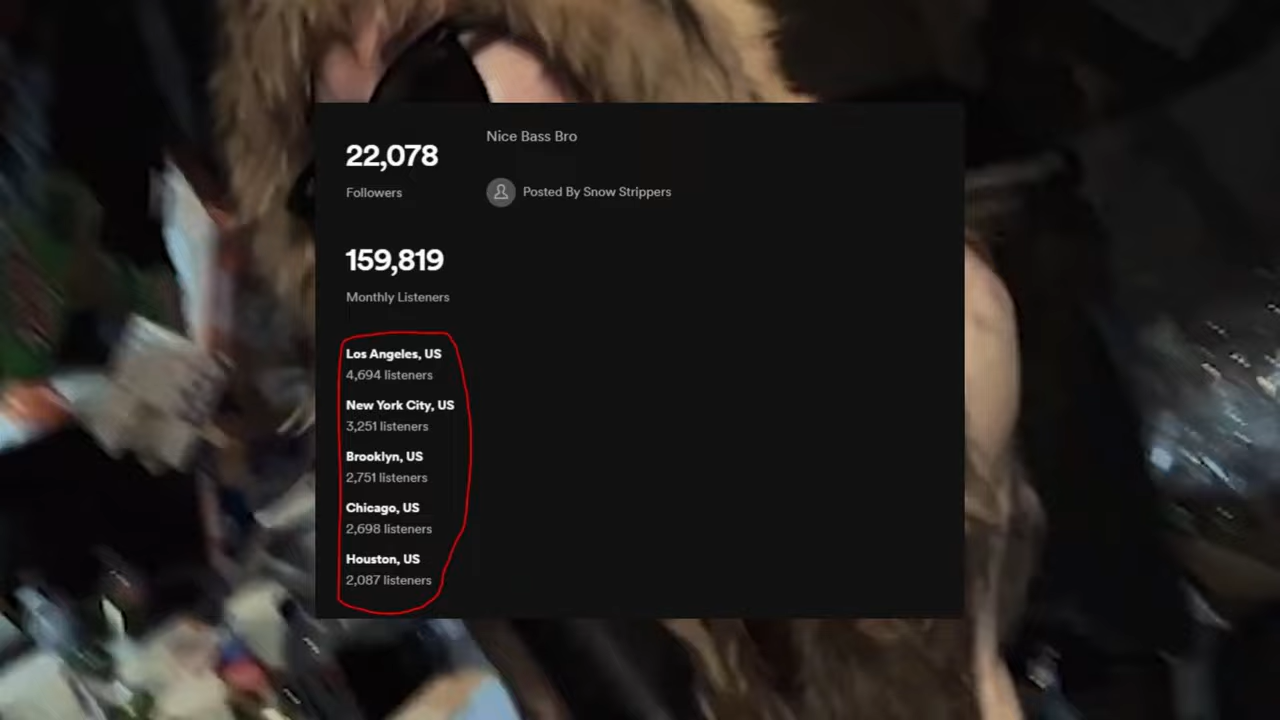 22,078
Followers
159,819
Monthly Listeners
Los Angeles, US
4,694 listeners
New York City, US
3,251 listeners
Brooklyn, US
2,751 listeners
Chicago, US
2,698 listeners
Houston, US
2,087 listeners
Nice Bass Bro
Posted By Snow Strippers